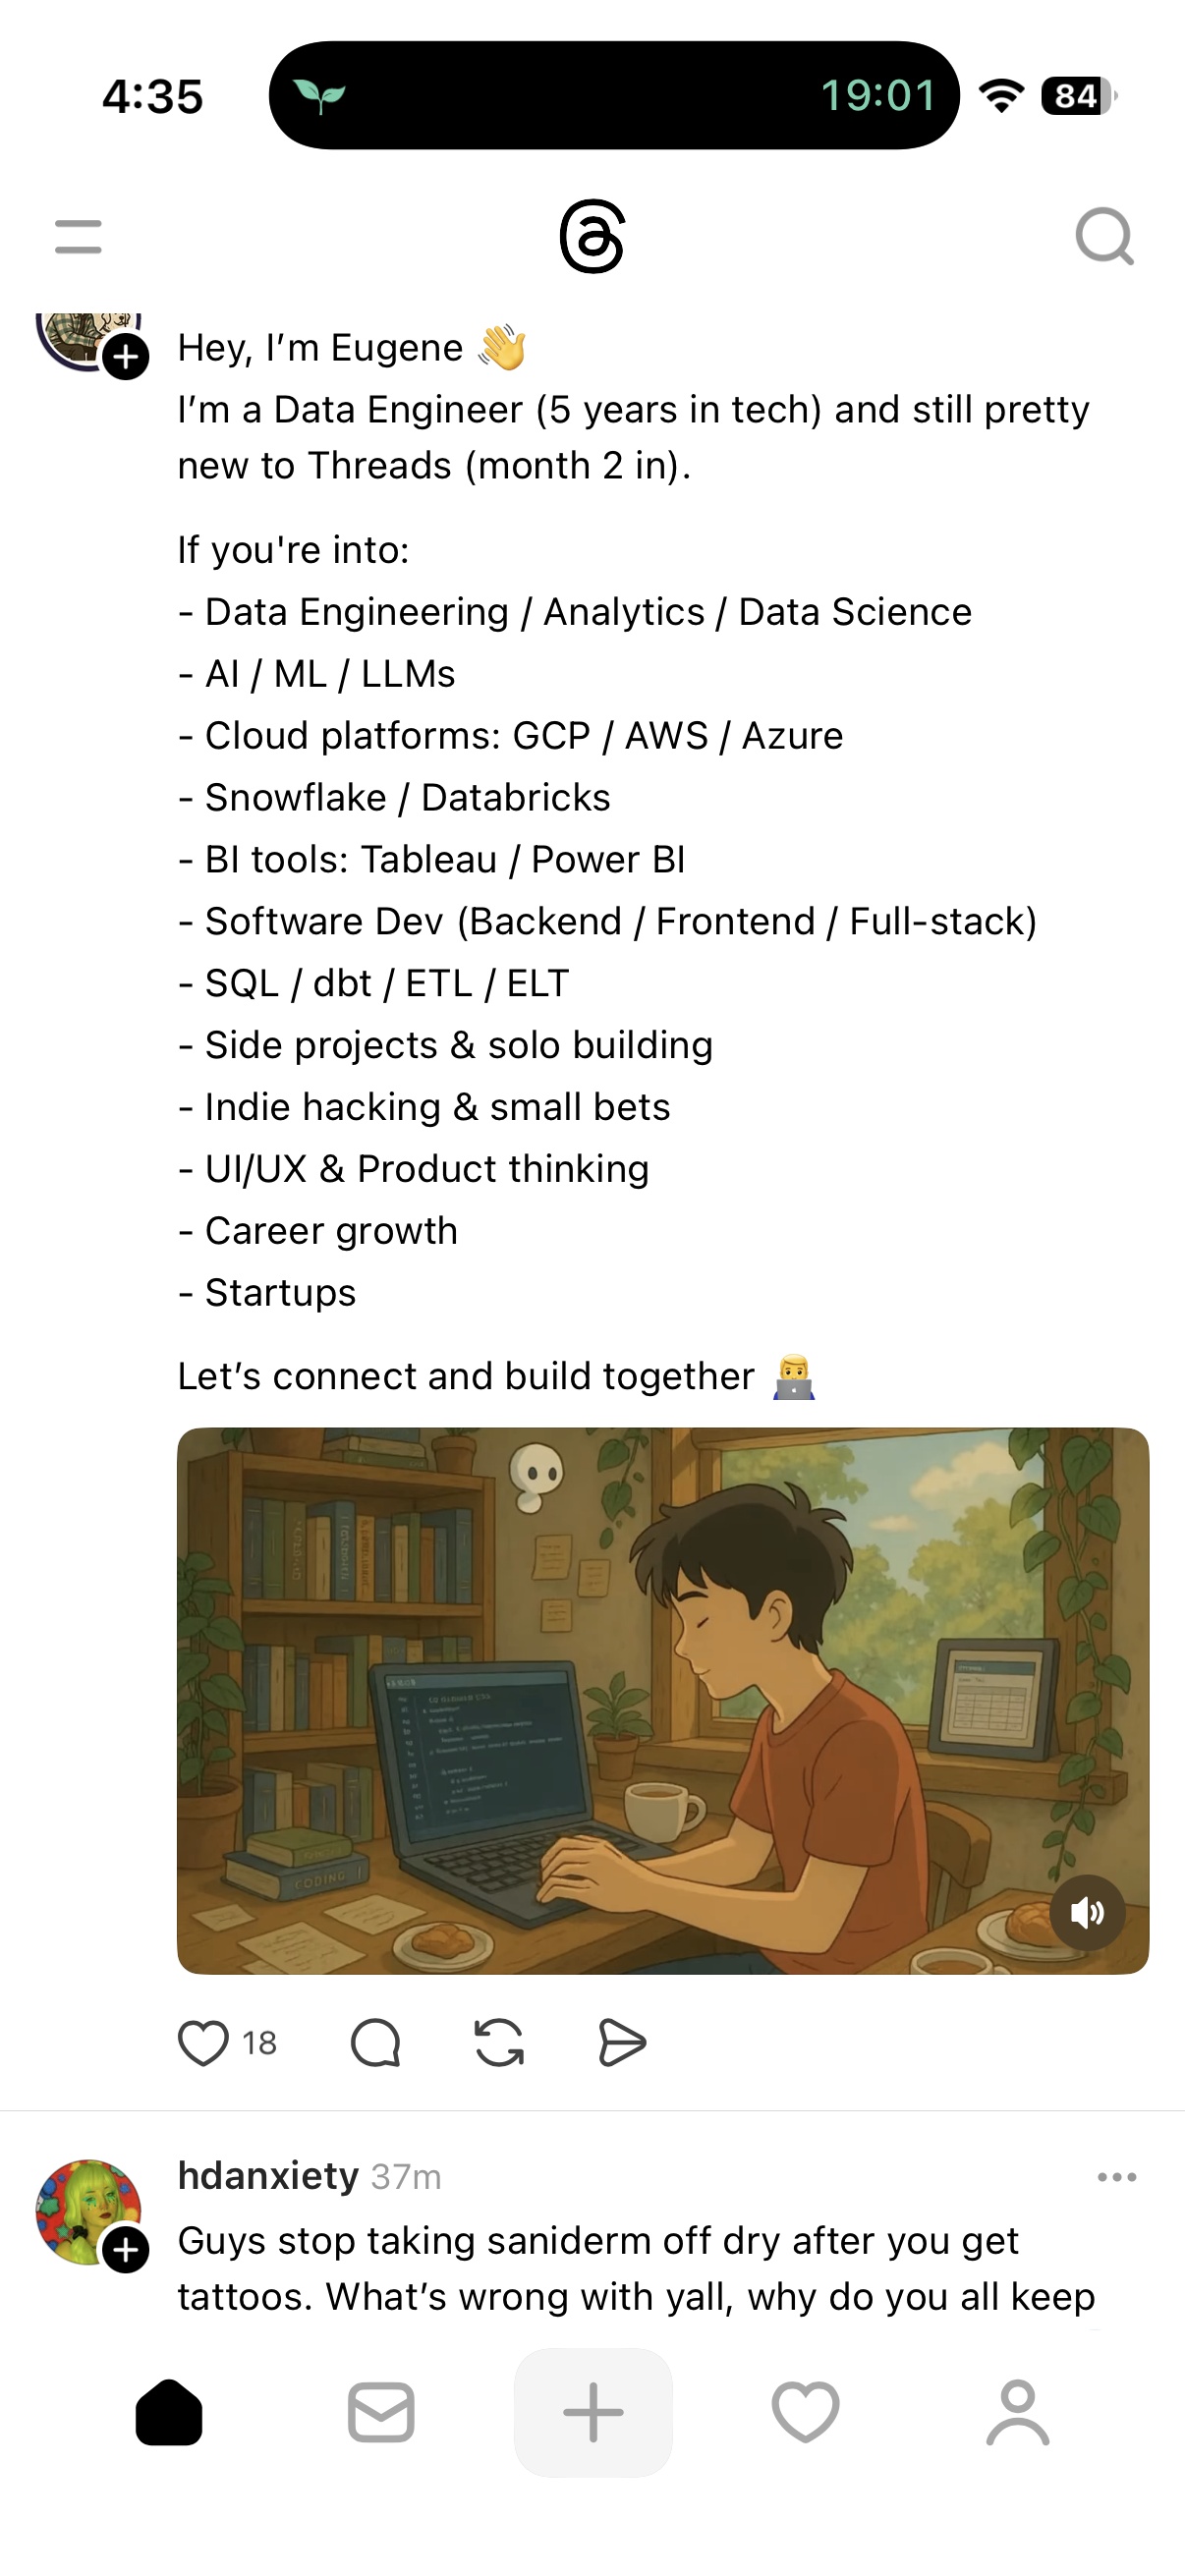 4:35
19:01
84
Hey, I’m Eugene 👋
I’m a Data Engineer (5 years in tech) and still pretty
new to Threads (month 2 in).
If you're into:
- Data Engineering / Analytics / Data Science
- AI / ML / LLMs
- Cloud platforms: GCP / AWS / Azure
- Snowflake / Databricks
- BI tools: Tableau / Power BI
- Software Dev (Backend / Frontend / Full-stack)
- SQL / dbt / ETL / ELT
- Side projects & solo building
- Indie hacking & small bets
- UI/UX & Product thinking
- Career growth
- Startups
Let’s connect and build together 👨‍💻
CODING
18
hdanxiety 37m
Guys stop taking saniderm off dry after you get
tattoos. What’s wrong with yall, why do you all keep